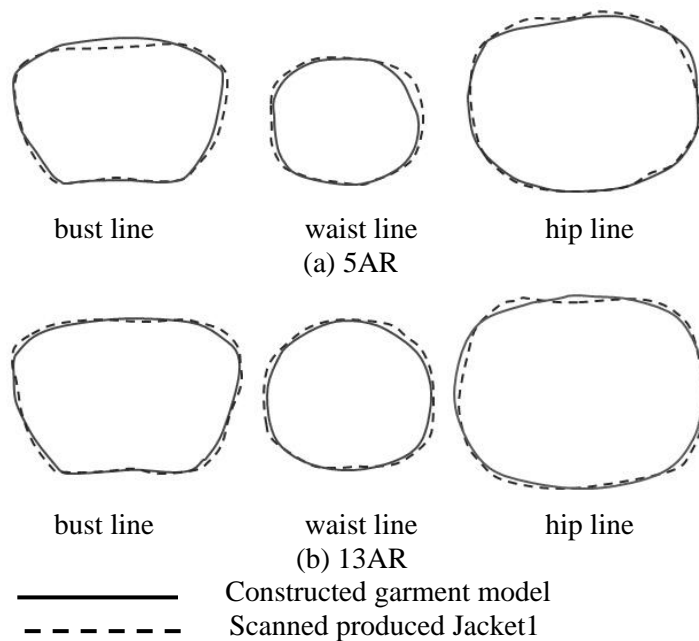 bust line waist line hip line
(a) 5AR
bust line waist line hip line
(b) 13AR
Constructed garment model
Scanned produced Jacket1